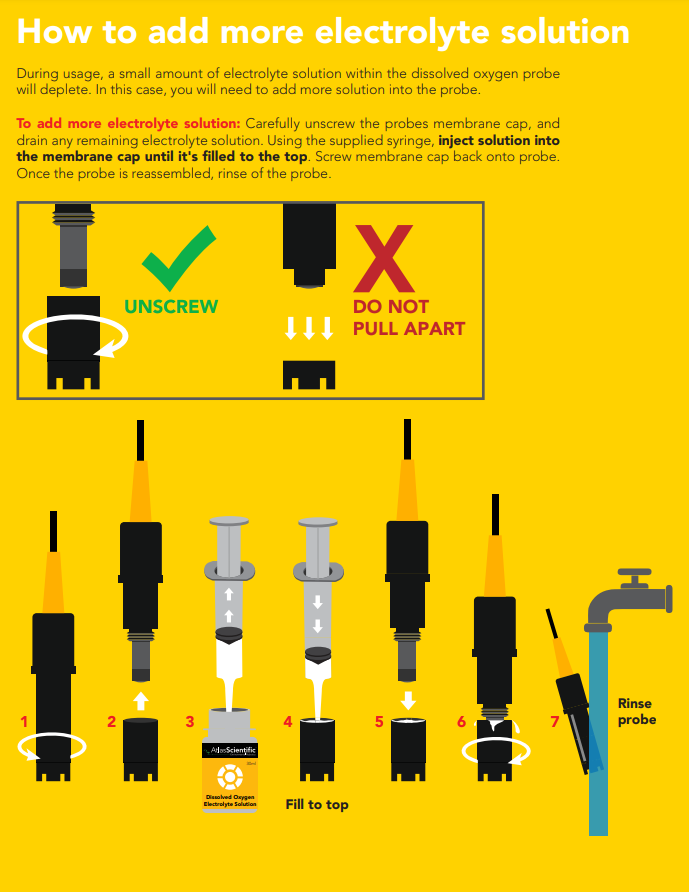 How to add more electrolyte solution
During usage, a small amount of electrolyte solution within the dissolved oxygen probe
will deplete. In this case, you will need to add more solution into the probe.
To add more electrolyte solution: Carefully unscrew the probes membrane cap, and
drain any remaining electrolyte solution. Using the supplied syringe, inject solution into
the membrane cap until it's filled to the top. Screw membrane cap back onto probe.
Once the probe is reassembled, rinse of the probe.
UNSCREW
X
DO NOT
PULL APART
1
2
3
4
5
6
7
Rinse
probe
AtlasScientific
Dissolved Oxygen
Electrolyte Solution
Fill to top